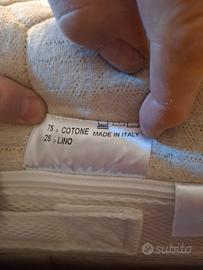 75% COTONE
25% LINO
MADE IN ITALY
subito